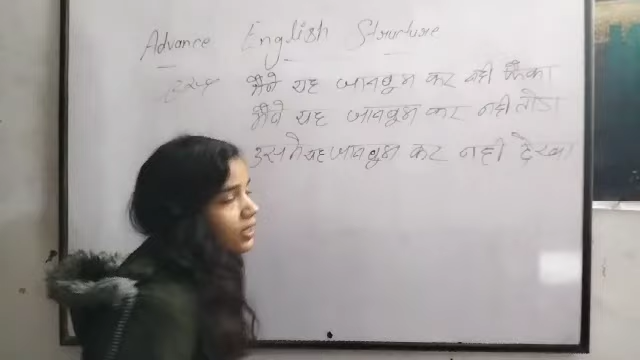 Advance English Structure
मैने यह जानबुझ कर नही फेंका
मैने यह जानबुझ कर नही तोडा
उसने यह जानबुझ कर नही देखा